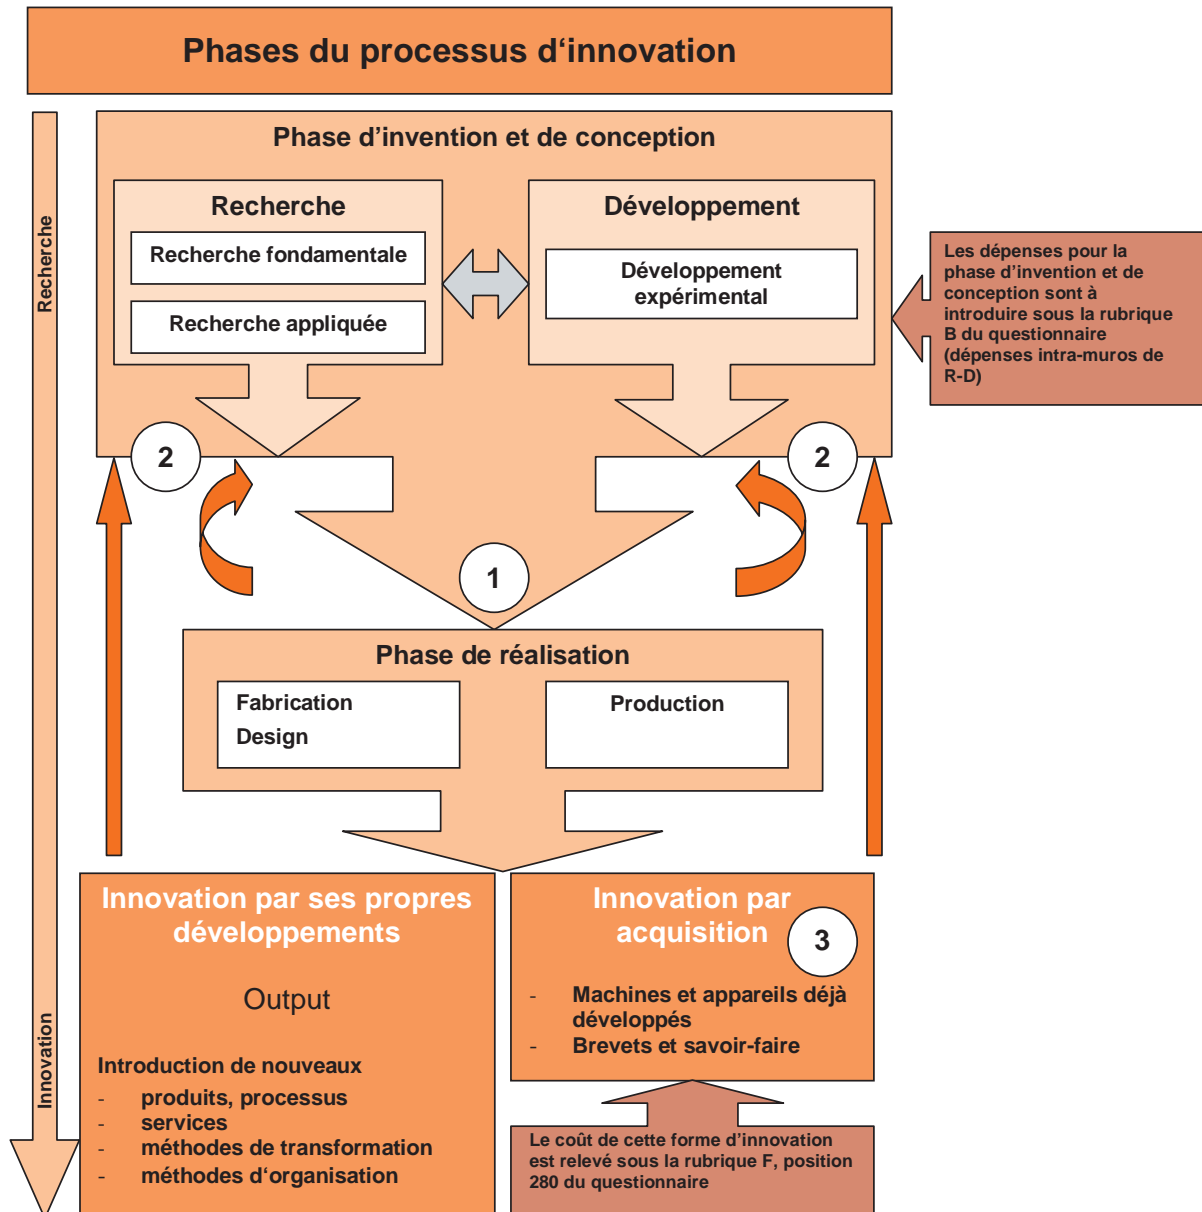 Phases du processus d‘innovation
Phase d’invention et de conception
Recherche
Recherche
Recherche fondamentale
Recherche appliquée
Développement
Développement
expérimental
Les dépenses pour la
phase d’invention et de
conception sont à
introduire sous la rubrique
B du questionnaire
(dépenses intra-muros de
R-D)
2
2
1
Phase de réalisation
Fabrication
Design
Production
Innovation
Innovation par ses propres
développements
Output
Introduction de nouveaux
- produits, processus
- services
- méthodes de transformation
- méthodes d‘organisation
Innovation par
acquisition
3
- Machines et appareils déjà
développés
- Brevets et savoir-faire
Le coût de cette forme d’innovation
est relevé sous la rubrique F, position
280 du questionnaire